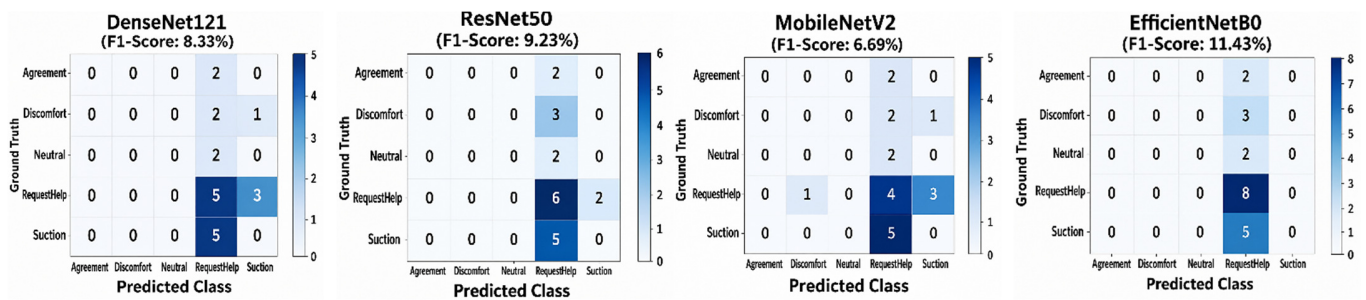 DenseNet121
(F1-Score: 8.33%)
Ground Truth
Agreement 0 0 0 2 0
Discomfort 0 0 0 2 1
Neutral 0 0 0 2 0
RequestHelp 0 0 0 5 3
Suction 0 0 0 5 0
Agreement Discomfort Neutral RequestHelp Suction
Predicted Class
5
4
3
2
1
0
ResNet50
(F1-Score: 9.23%)
Ground Truth
Agreement 0 0 0 2 0
Discomfort 0 0 0 3 0
Neutral 0 0 0 2 0
RequestHelp 0 0 0 6 2
Suction 0 0 0 5 0
Agreement Discomfort Neutral RequestHelp Suction
Predicted Class
6
5
4
3
2
1
0
MobileNetV2
(F1-Score: 6.69%)
Ground Truth
Agreement 0 0 0 2 0
Discomfort 0 0 0 2 1
Neutral 0 0 0 2 0
RequestHelp 0 1 0 4 3
Suction 0 0 0 5 0
Agreement Discomfort Neutral RequestHelp Suction
Predicted Class
5
4
3
2
1
0
EfficientNetB0
(F1-Score: 11.43%)
Ground Truth
Agreement 0 0 0 2 0
Discomfort 0 0 0 3 0
Neutral 0 0 0 2 0
RequestHelp 0 0 0 8 0
Suction 0 0 0 5 0
Agreement Discomfort Neutral RequestHelp Suction
Predicted Class
8
7
6
5
4
3
2
1
0